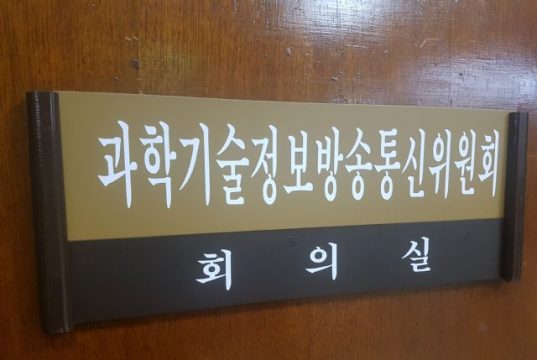 과학기술정보방송통신위원회
회 의 실